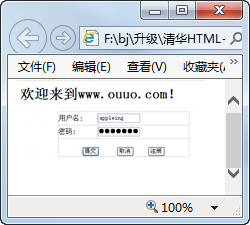 F:\bj\升级\清华HTML-
文件(F) 编辑(E) 查看(V) 收藏夹(A
欢迎来到www.ouuo.com!
用户名: appleing
密码: ●●●●●●●
提交 取消 注册
100%